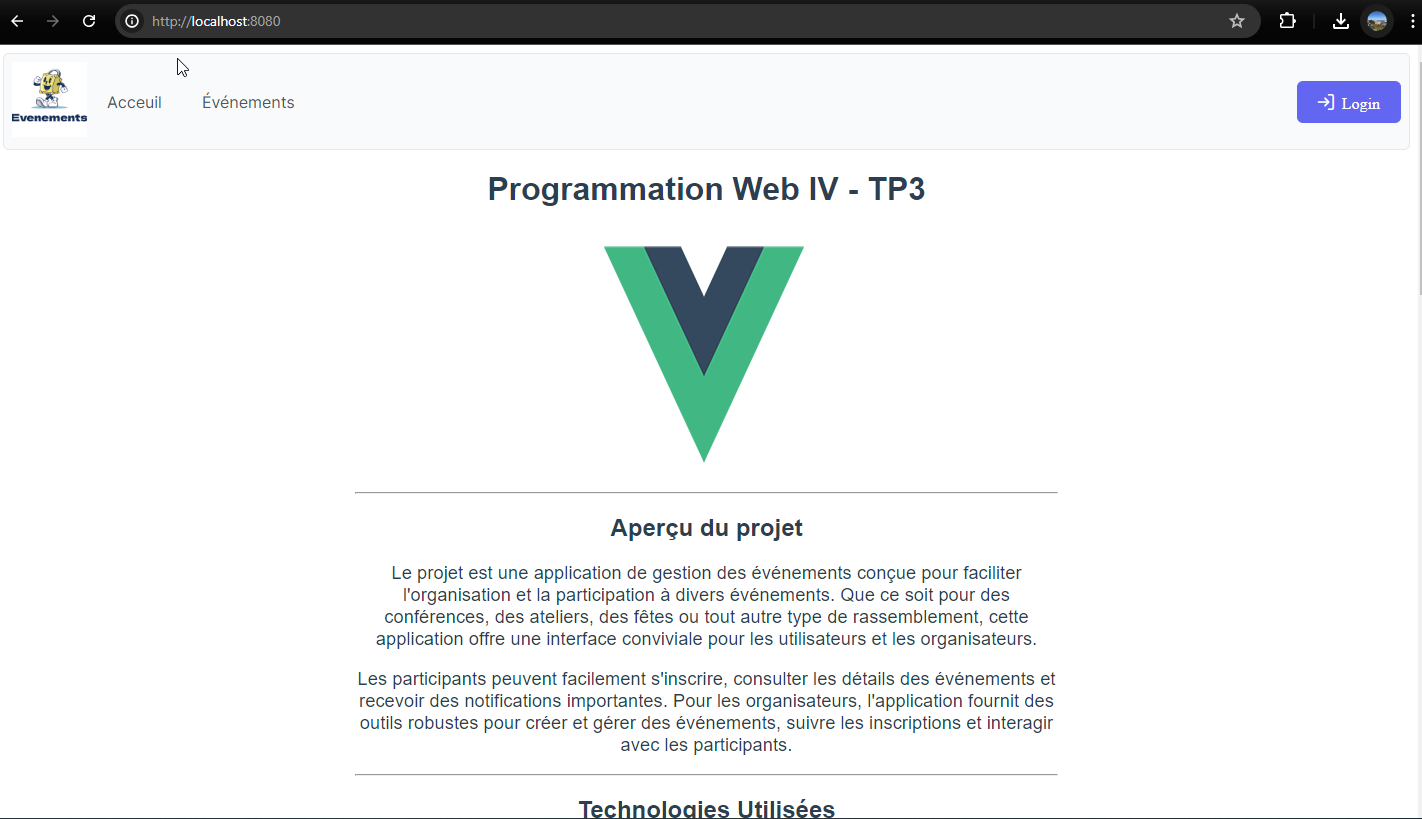 http://localhost:8080
Evenements
Acceuil
Événements
Login
Programmation Web IV - TP3
Aperçu du projet
Le projet est une application de gestion des événements conçue pour faciliter
l'organisation et la participation à divers événements. Que ce soit pour des
conférences, des ateliers, des fêtes ou tout autre type de rassemblement, cette
application offre une interface conviviale pour les utilisateurs et les organisateurs.
Les participants peuvent facilement s'inscrire, consulter les détails des événements et
recevoir des notifications importantes. Pour les organisateurs, l'application fournit des
outils robustes pour créer et gérer des événements, suivre les inscriptions et interagir
avec les participants.
Technologies Utilisées